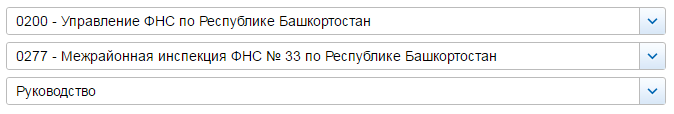 0200 - Управление ФНС по Республике Башкортостан
0277 - Межрайонная инспекция ФНС № 33 по Республике Башкортостан
Руководство